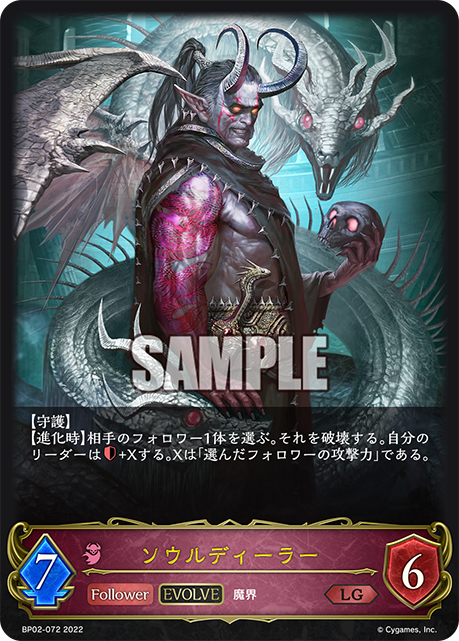 SAMPLE
【守護】
【進化時】相手のフォロワー1体を選ぶ。それを破壊する。自分の
リーダーは+Xする。Xは「選んだフォロワーの攻撃力」である。
ソウルディーラー
7
Follower EVOLVE 魔界 LG
6
BP02-072 2022 © Cygames, Inc.